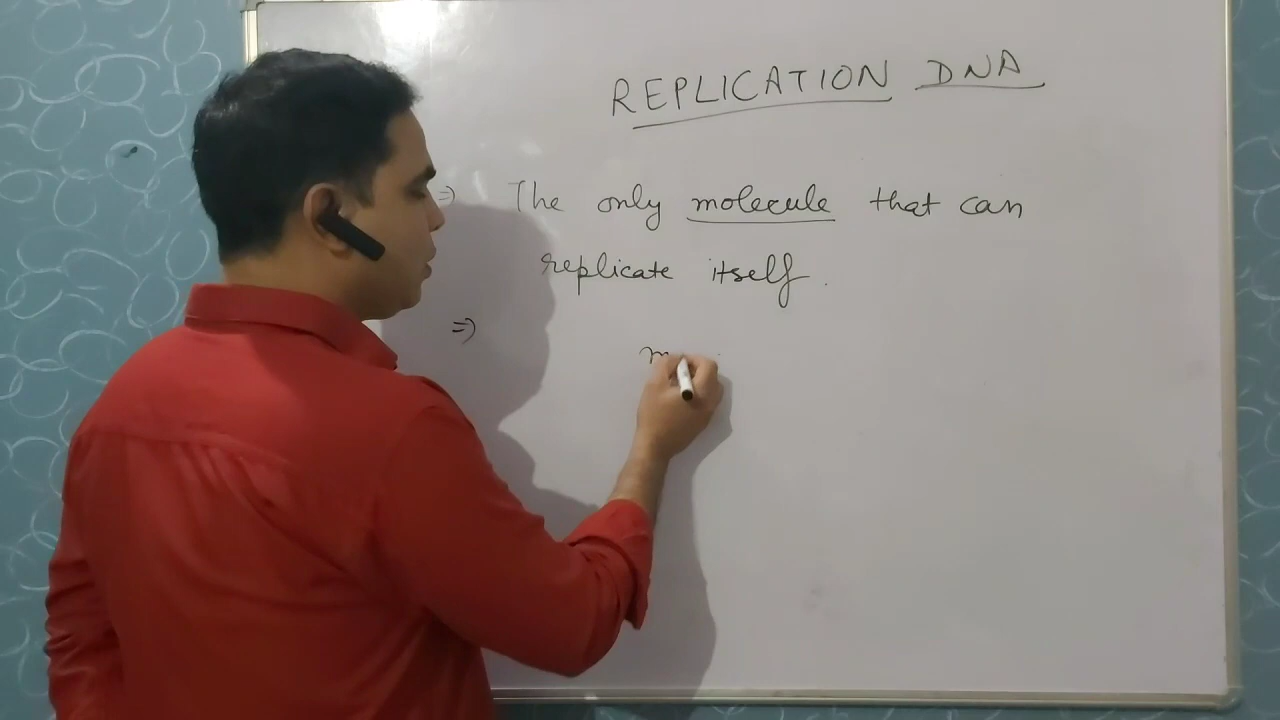 REPLICATION DNA
⇒ The only molecule that can
replicate itself.
⇒
m